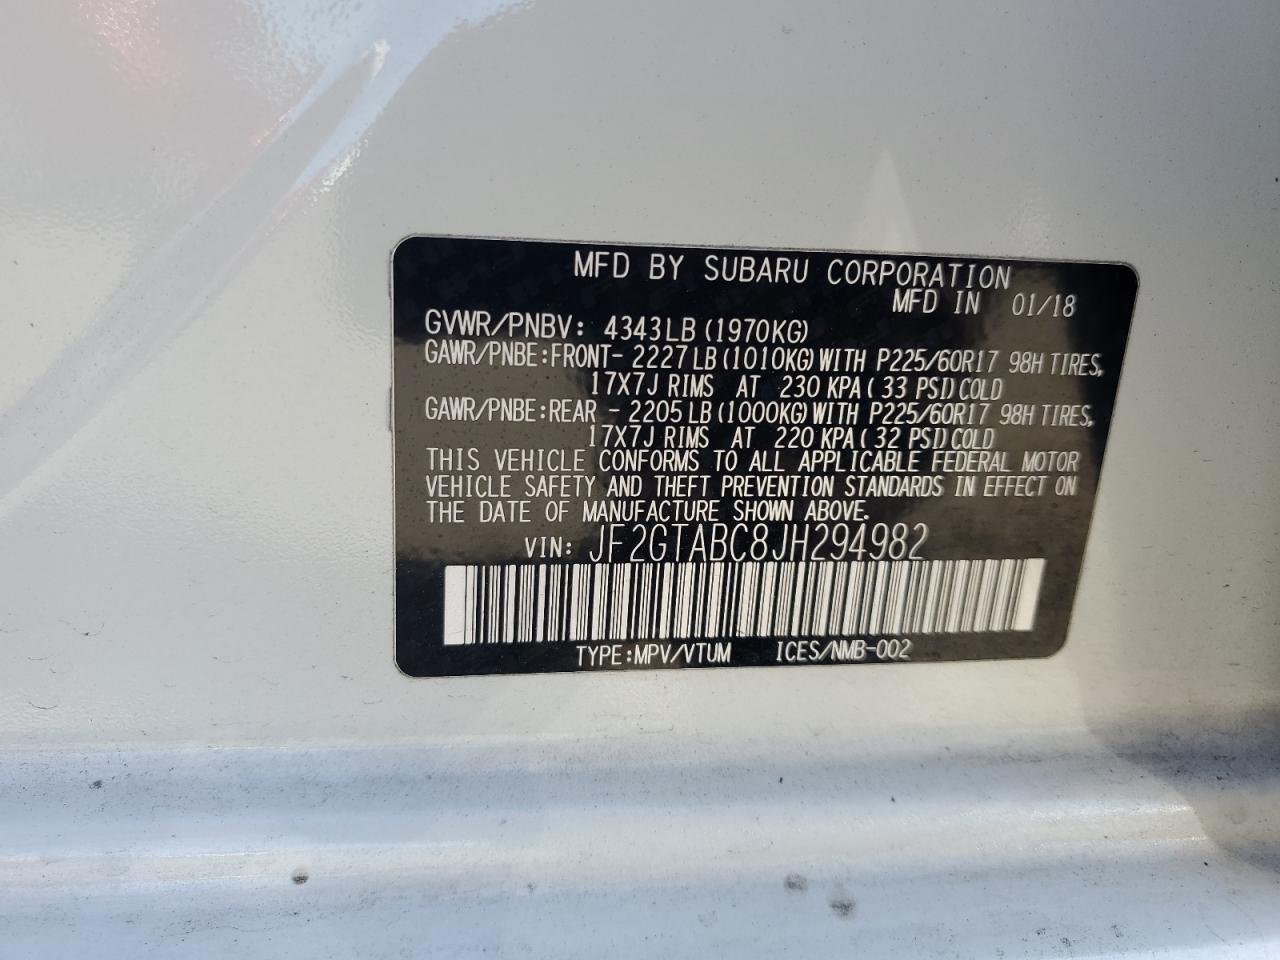 MFD BY SUBARU CORPORATION
MFD IN 01/18
GVWR/PNBV: 4343LB (1970KG)
GAWR/PNBE:FRONT- 2227LB (1010KG) WITH P225/60R17 98H TIRES,
17X7J RIMS AT 230 KPA ( 33 PSI) COLD
GAWR/PNBE:REAR - 2205LB (1000KG) WITH P225/60R17 98H TIRES,
17X7J RIMS AT 220 KPA ( 32 PSI) COLD
THIS VEHICLE CONFORMS TO ALL APPLICABLE FEDERAL MOTOR
VEHICLE SAFETY AND THEFT PREVENTION STANDARDS IN EFFECT ON
THE DATE OF MANUFACTURE SHOWN ABOVE.
VIN: JF2GTABC8JH294982
TYPE:MPV/VTUM ICES/NMB-002